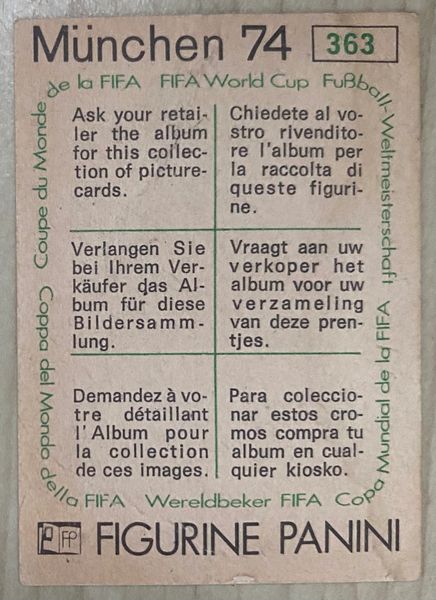 München 74 363
Coupe du Monde de la FIFA FIFA World Cup Fußball-Weltmeisterschaft
Ask your retai-
ler the album
for this collec-
tion of picture-
cards.
Chiedete al vo-
stro rivendito-
re l'album per
la raccolta di
queste figuri-
ne.
Verlangen Sie
bei Ihrem Ver-
käufer das Al-
bum für diese
Bildersamm-
lung.
Vraagt aan uw
verkoper het
album voor uw
verzameling
van deze pren-
tjes.
Demandez à vo-
tre détaillant
l'Album pour
la collection
de ces images.
Para coleccio-
nar estos cro-
mos compra tu
album en cual-
quier kiosko.
Coppa del Mondo della FIFA Wereldbeker FIFA Copa Mundial de la FIFA
FP FIGURINE PANINI